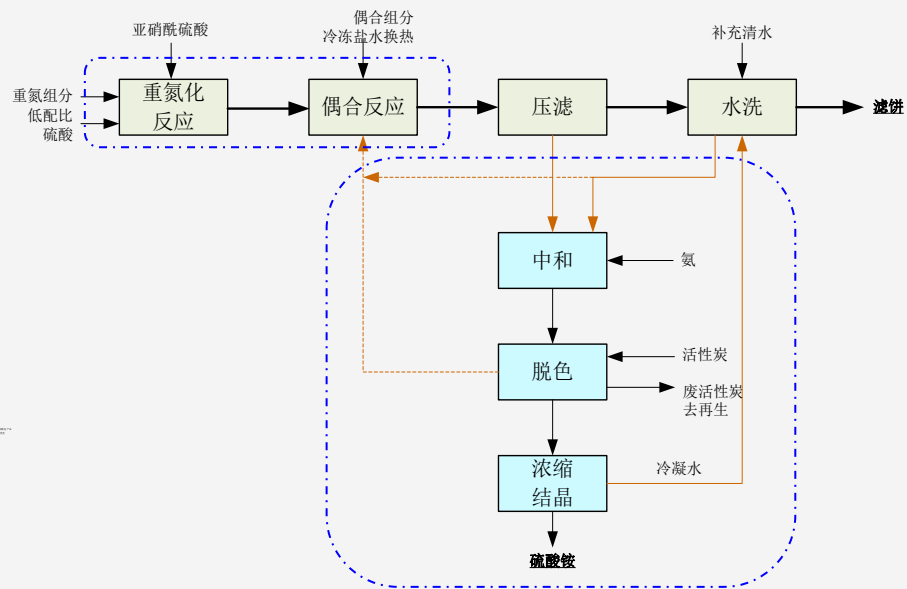 亚硝酰硫酸
偶合组分
冷冻盐水换热
补充清水
重氮组分
低配比
硫酸
重氮化
反应
偶合反应
压滤
水洗
滤饼
中和
氨
脱色
活性炭
废活性炭
去再生
浓缩
结晶
冷凝水
硫酸铵